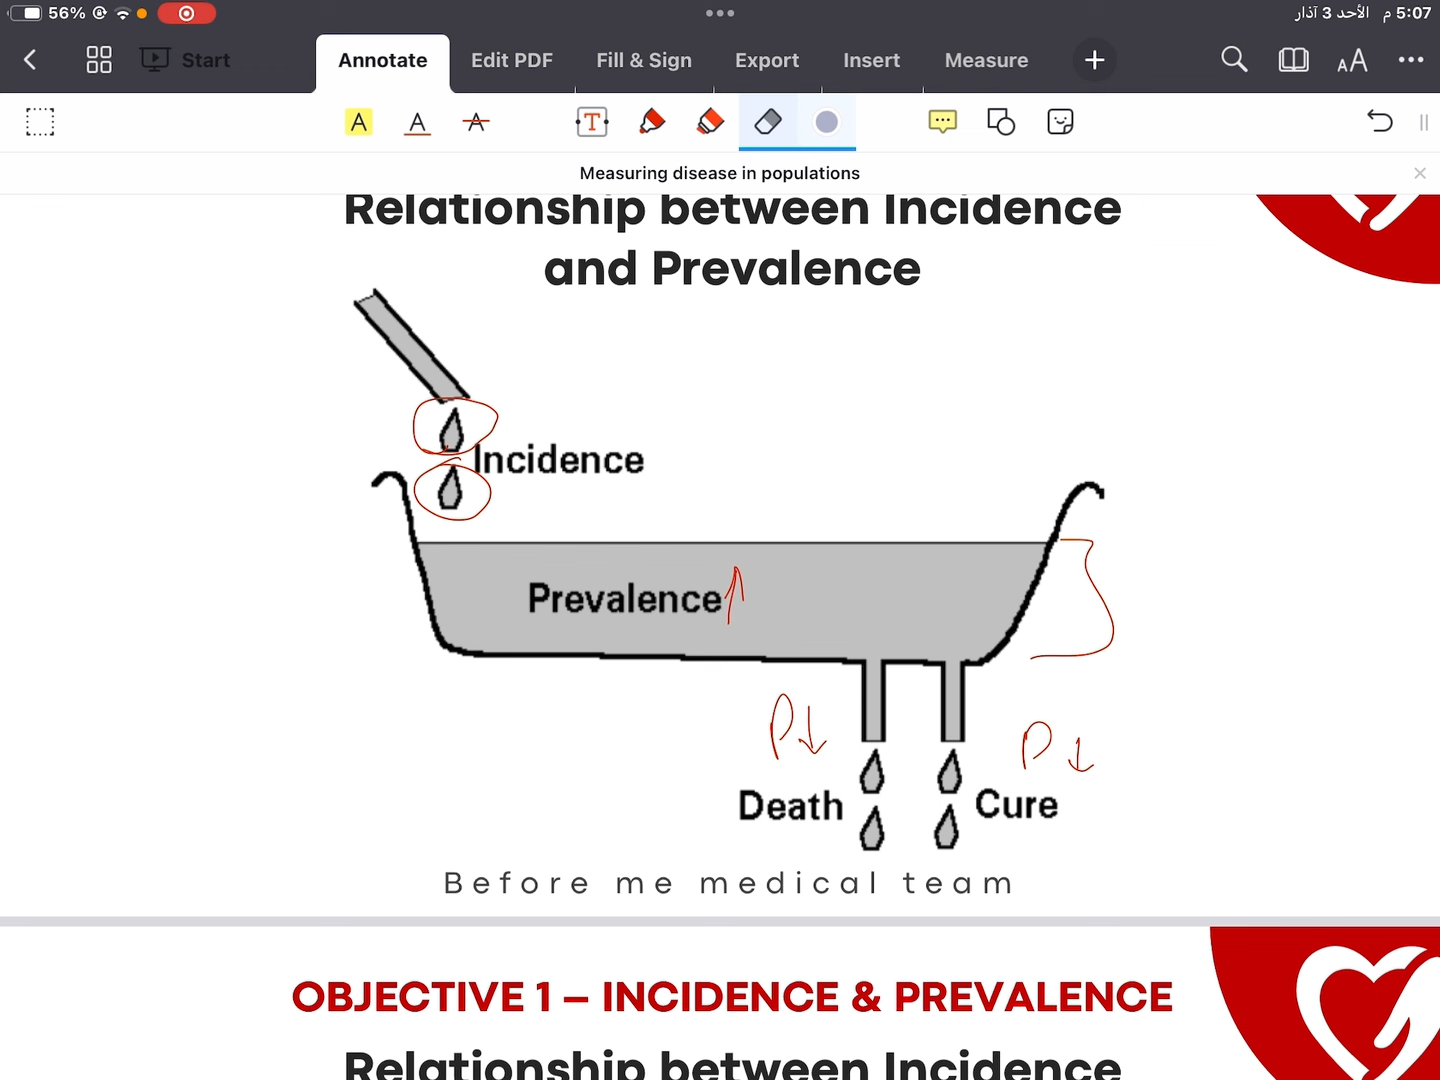 56%
الأحد 3 آذار 5:07 م
Start
Annotate
Edit PDF
Fill & Sign
Export
Insert
Measure
A A A T
AA
Measuring disease in populations
Relationship between Incidence
and Prevalence
Incidence
Prevalence
P
P
Death
Cure
Before me medical team
OBJECTIVE 1 – INCIDENCE & PREVALENCE
Relationship between Incidence